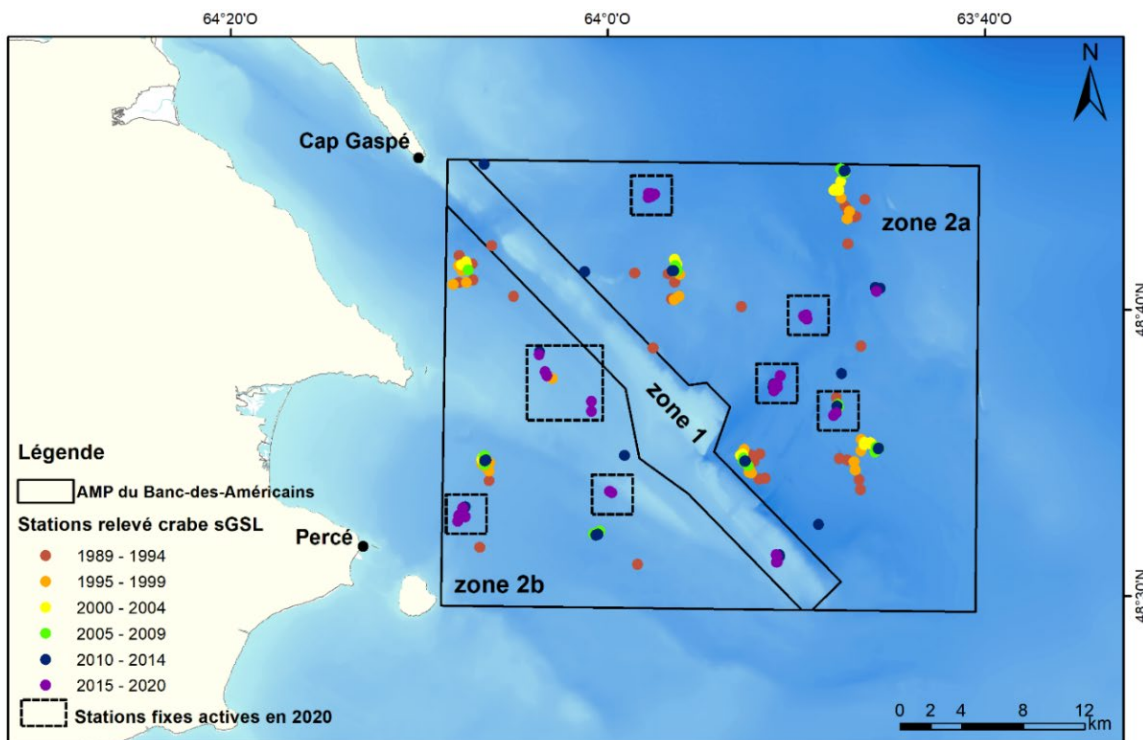 64°20'O
64°0'O
63°40'O
N
Cap Gaspé
zone 2a
48°40'N
zone 1
Légende
AMP du Banc-des-Américains
Stations relevé crabe sGSL
1989 - 1994
1995 - 1999
2000 - 2004
2005 - 2009
2010 - 2014
2015 - 2020
Stations fixes actives en 2020
Percé
zone 2b
48°30'N
0 2 4 8 12
km